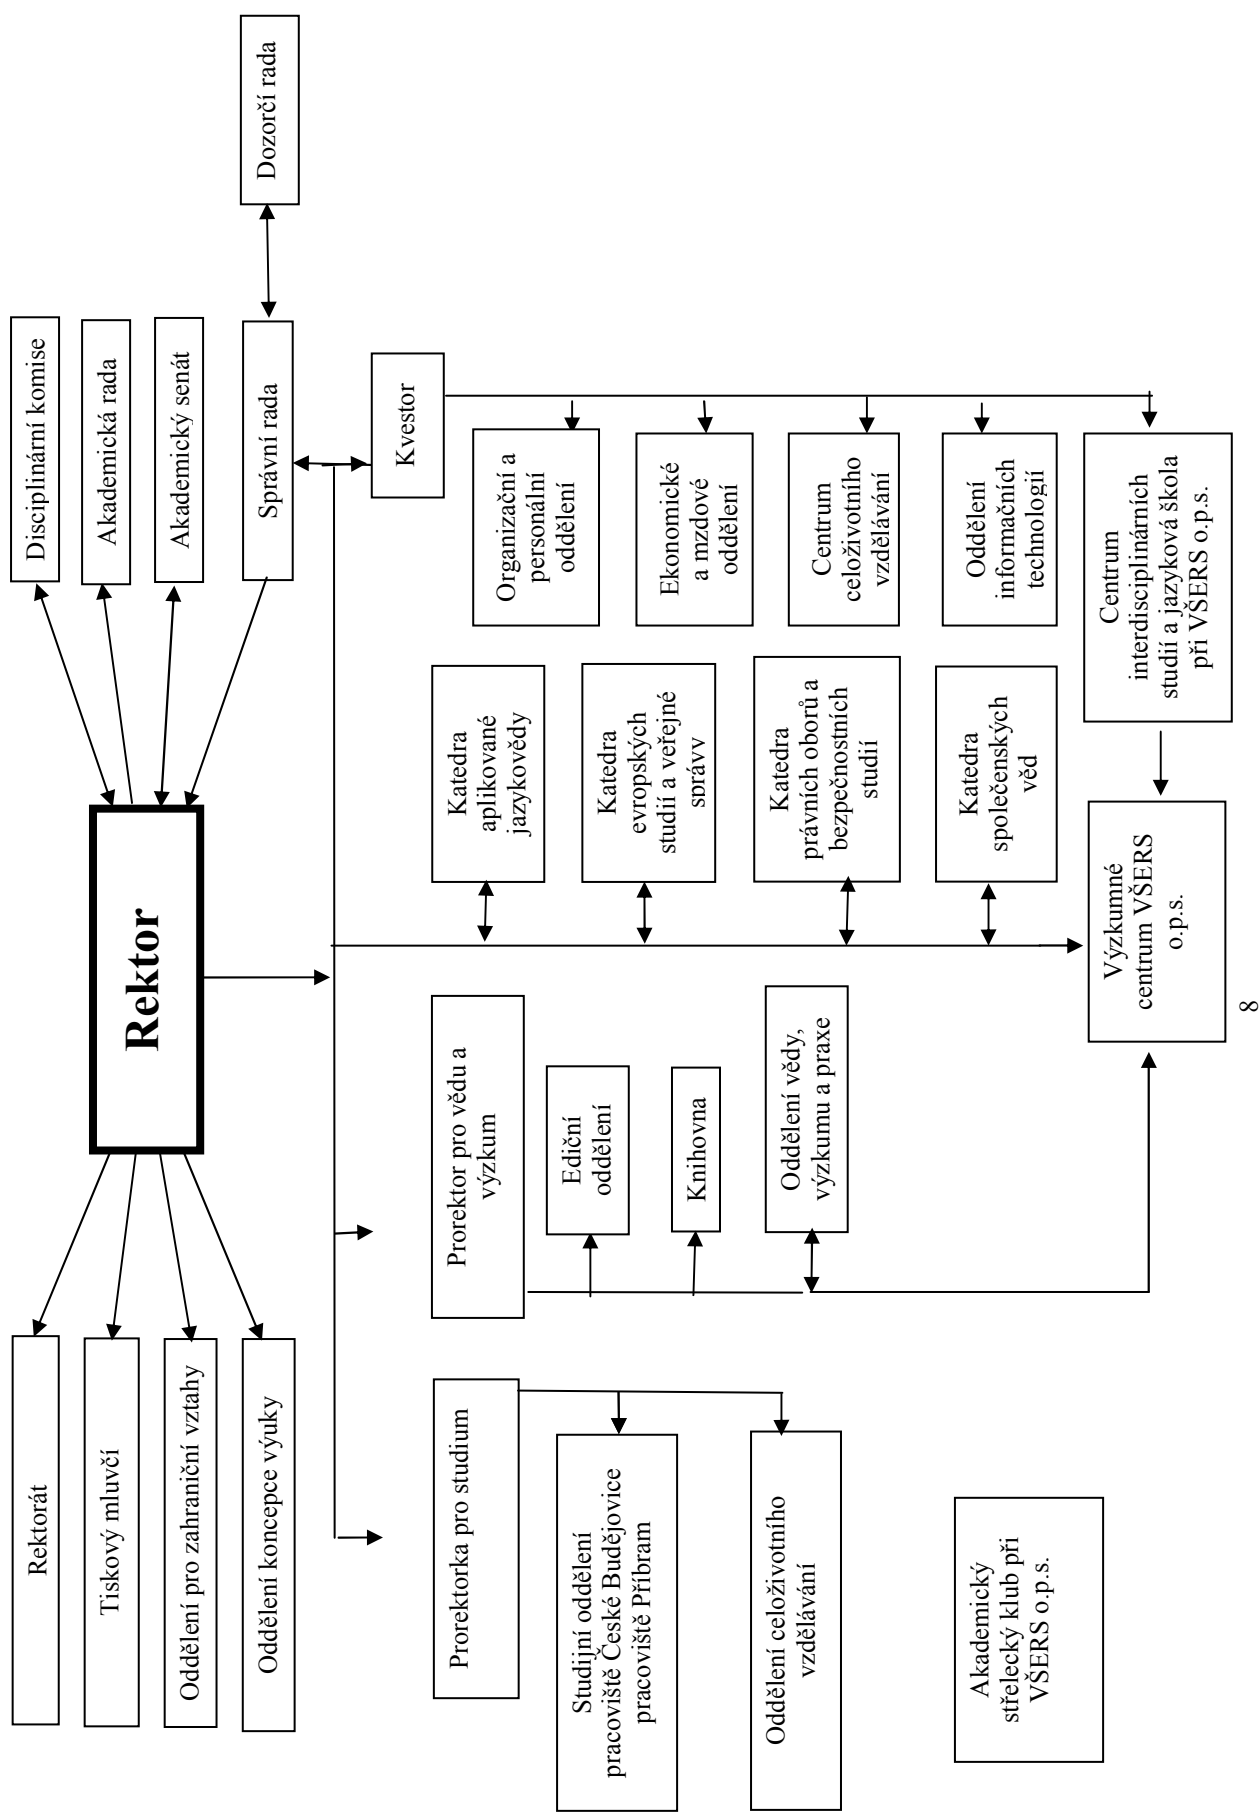 Rektorát
Tiskový mluvčí
Oddělení pro zahraniční vztahy
Oddělení koncepce výuky
Rektor
Disciplinární komise
Akademická rada
Akademický senát
Správní rada
Dozorčí rada
Prorektorka pro studium
Studijní oddělení
pracoviště České Budějovice
pracoviště Příbram
Oddělení celoživotního
vzdělávání
Akademický
střelecký klub při
VŠERS o.p.s.
Prorektor pro vědu a
výzkum
Ediční
oddělení
Knihovna
Oddělení vědy,
výzkumu a praxe
Katedra
aplikované
jazykovědy
Katedra
evropských
studií a veřejné
správy
Katedra
právních oborů a
bezpečnostních
studií
Katedra
společenských
věd
Výzkumné
centrum VŠERS
o.p.s.
Kvestor
Organizační a
personální
oddělení
Ekonomické
a mzdové
oddělení
Centrum
celoživotního
vzdělávání
Oddělení
informačních
technologií
Centrum
interdisciplinárních
studií a jazyková škola
při VŠERS o.p.s.
8